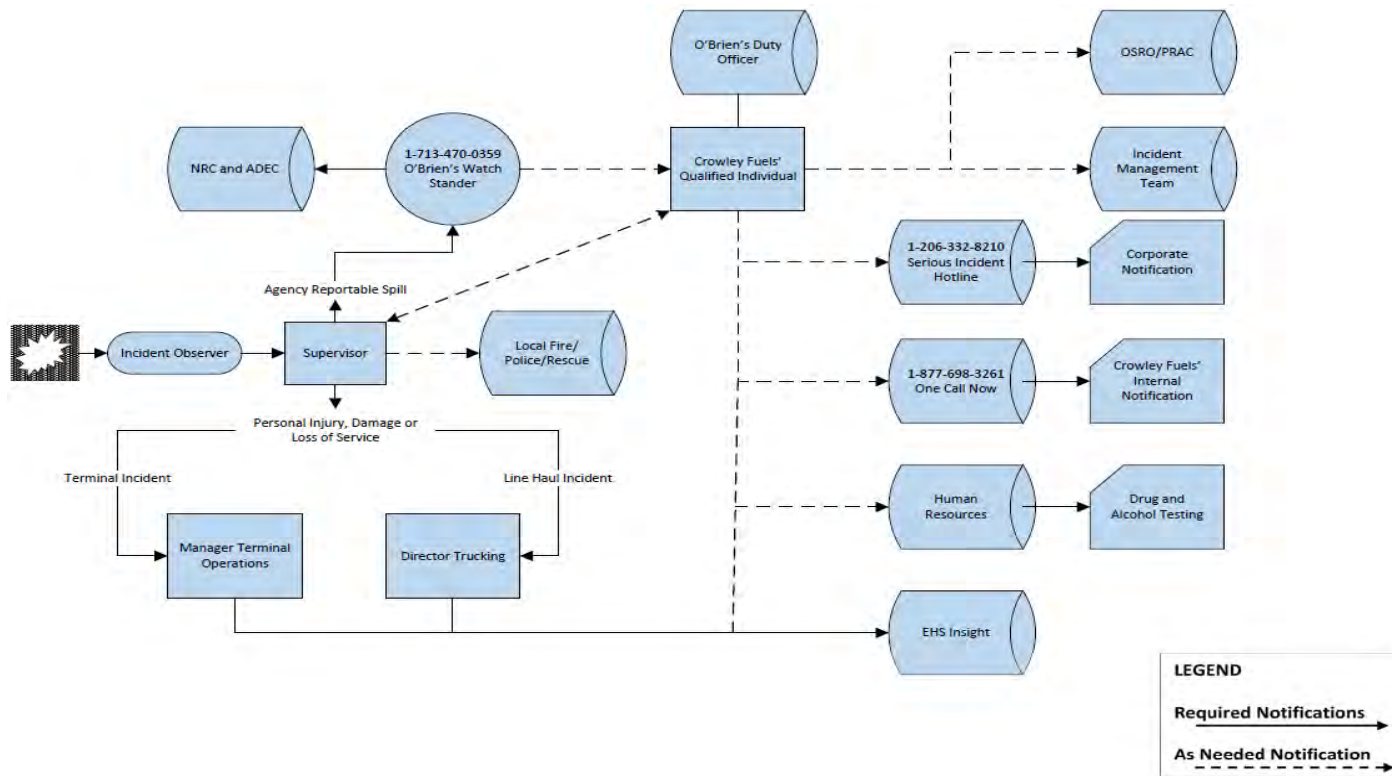 O'Brien's Duty
Officer
OSRO/PRAC
1-713-470-0359
O'Brien's Watch
Stander
NRC and ADEC
Crowley Fuels'
Qualified Individual
Incident
Management
Team
1-206-332-8210
Serious Incident
Hotline
Corporate
Notification
Agency Reportable Spill
Incident Observer
Supervisor
Local Fire/
Police/Rescue
1-877-698-3261
One Call Now
Crowley Fuels'
Internal
Notification
Personal Injury, Damage or
Loss of Service
Terminal Incident
Line Haul Incident
Human
Resources
Drug and
Alcohol Testing
Manager Terminal
Operations
Director Trucking
EHS Insight
LEGEND
Required Notifications
As Needed Notification